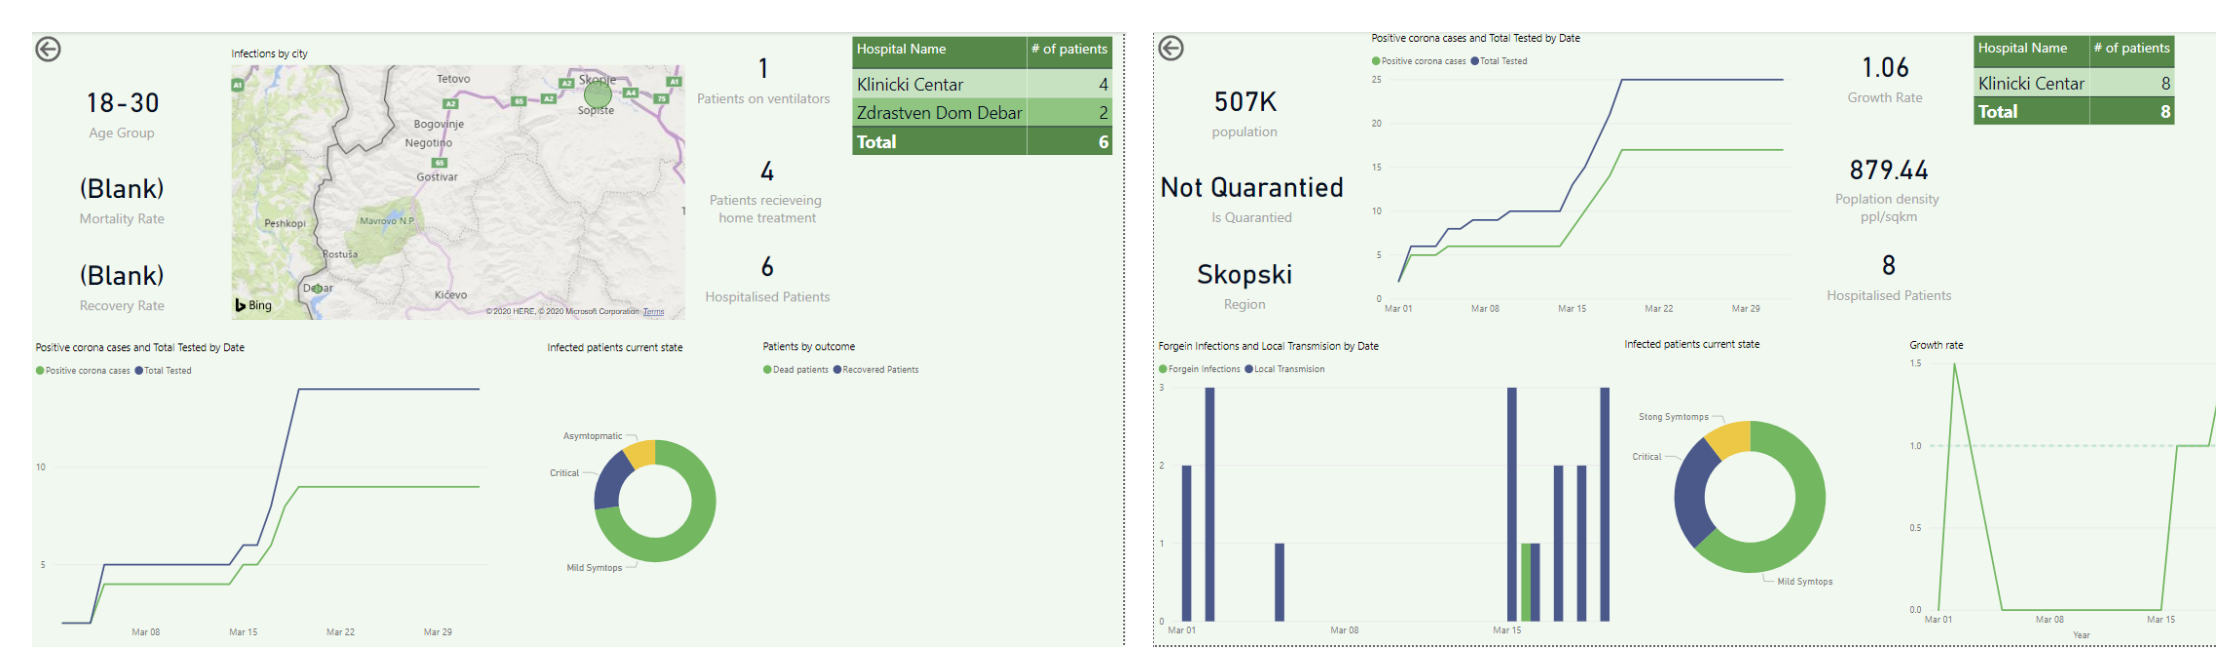 18-30
Age Group
(Blank)
Mortality Rate
(Blank)
Recovery Rate
Infections by city
A1
Tetovo
A2
Skopje
A1
A2
65
A2
A4
75
Sopište
Bogovinje
Negotino
65
Gostivar
Peshkopi
Mavrovo N.P.
Rostuša
Debar
Kičevo
Bing
© 2020 HERE, © 2020 Microsoft Corporation Terms
1
Patients on ventilators
4
Patients recieveing
home treatment
6
Hospitalised Patients
Hospital Name # of patients
Klinicki Centar 4
Zdrastven Dom Debar 2
Total 6
Positive corona cases and Total Tested by Date
Positive corona cases Total Tested
10
5
Mar 08 Mar 15 Mar 22 Mar 29
Infected patients current state
Asymtopmatic
Critical
Mild Symtops
Patients by outcome
Dead patients Recovered Patients
507K
population
Not Quarantied
Is Quarantied
Skopski
Region
Positive corona cases and Total Tested by Date
Positive corona cases Total Tested
25
20
15
10
5
0
Mar 01 Mar 08 Mar 15 Mar 22 Mar 29
1.06
Growth Rate
879.44
Poplation density
ppl/sqkm
8
Hospitalised Patients
Hospital Name # of patients
Klinicki Centar 8
Total 8
Forgein Infections and Local Transmision by Date
Forgein Infections Local Transmision
3
2
1
0
Mar 01 Mar 08 Mar 15
Infected patients current state
Stong Symtomps
Critical
Mild Symtops
Growth rate
1.5
1.0
0.5
0.0
Mar 01 Mar 08 Mar 15
Year